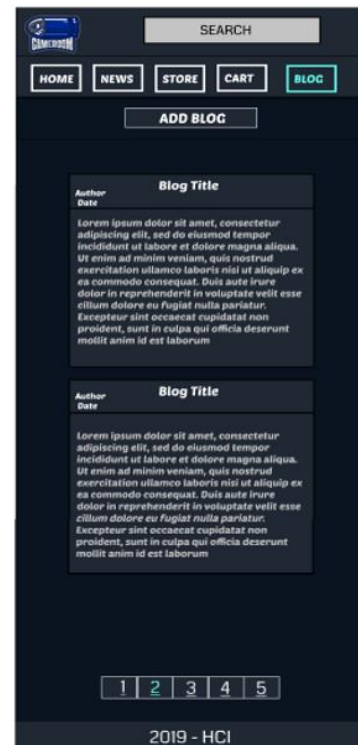 GAMEROOM
SEARCH
HOME NEWS STORE CART BLOG
ADD BLOG
Blog Title
Author
Date
Lorem ipsum dolor sit amet, consectetur
adipiscing elit, sed do eiusmod tempor
incididunt ut labore et dolore magna aliqua.
Ut enim ad minim veniam, quis nostrud
exercitation ullamco laboris nisi ut aliquip ex
ea commodo consequat. Duis aute irure
dolor in reprehenderit in voluptate velit esse
cillum dolore eu fugiat nulla pariatur.
Excepteur sint occaecat cupidatat non
proident, sunt in culpa qui officia deserunt
mollit anim id est laborum
Blog Title
Author
Date
Lorem ipsum dolor sit amet, consectetur
adipiscing elit, sed do eiusmod tempor
incididunt ut labore et dolore magna aliqua.
Ut enim ad minim veniam, quis nostrud
exercitation ullamco laboris nisi ut aliquip ex
ea commodo consequat. Duis aute irure
dolor in reprehenderit in voluptate velit esse
cillum dolore eu fugiat nulla pariatur.
Excepteur sint occaecat cupidatat non
proident, sunt in culpa qui officia deserunt
mollit anim id est laborum
1 2 3 4 5
2019 - HCI